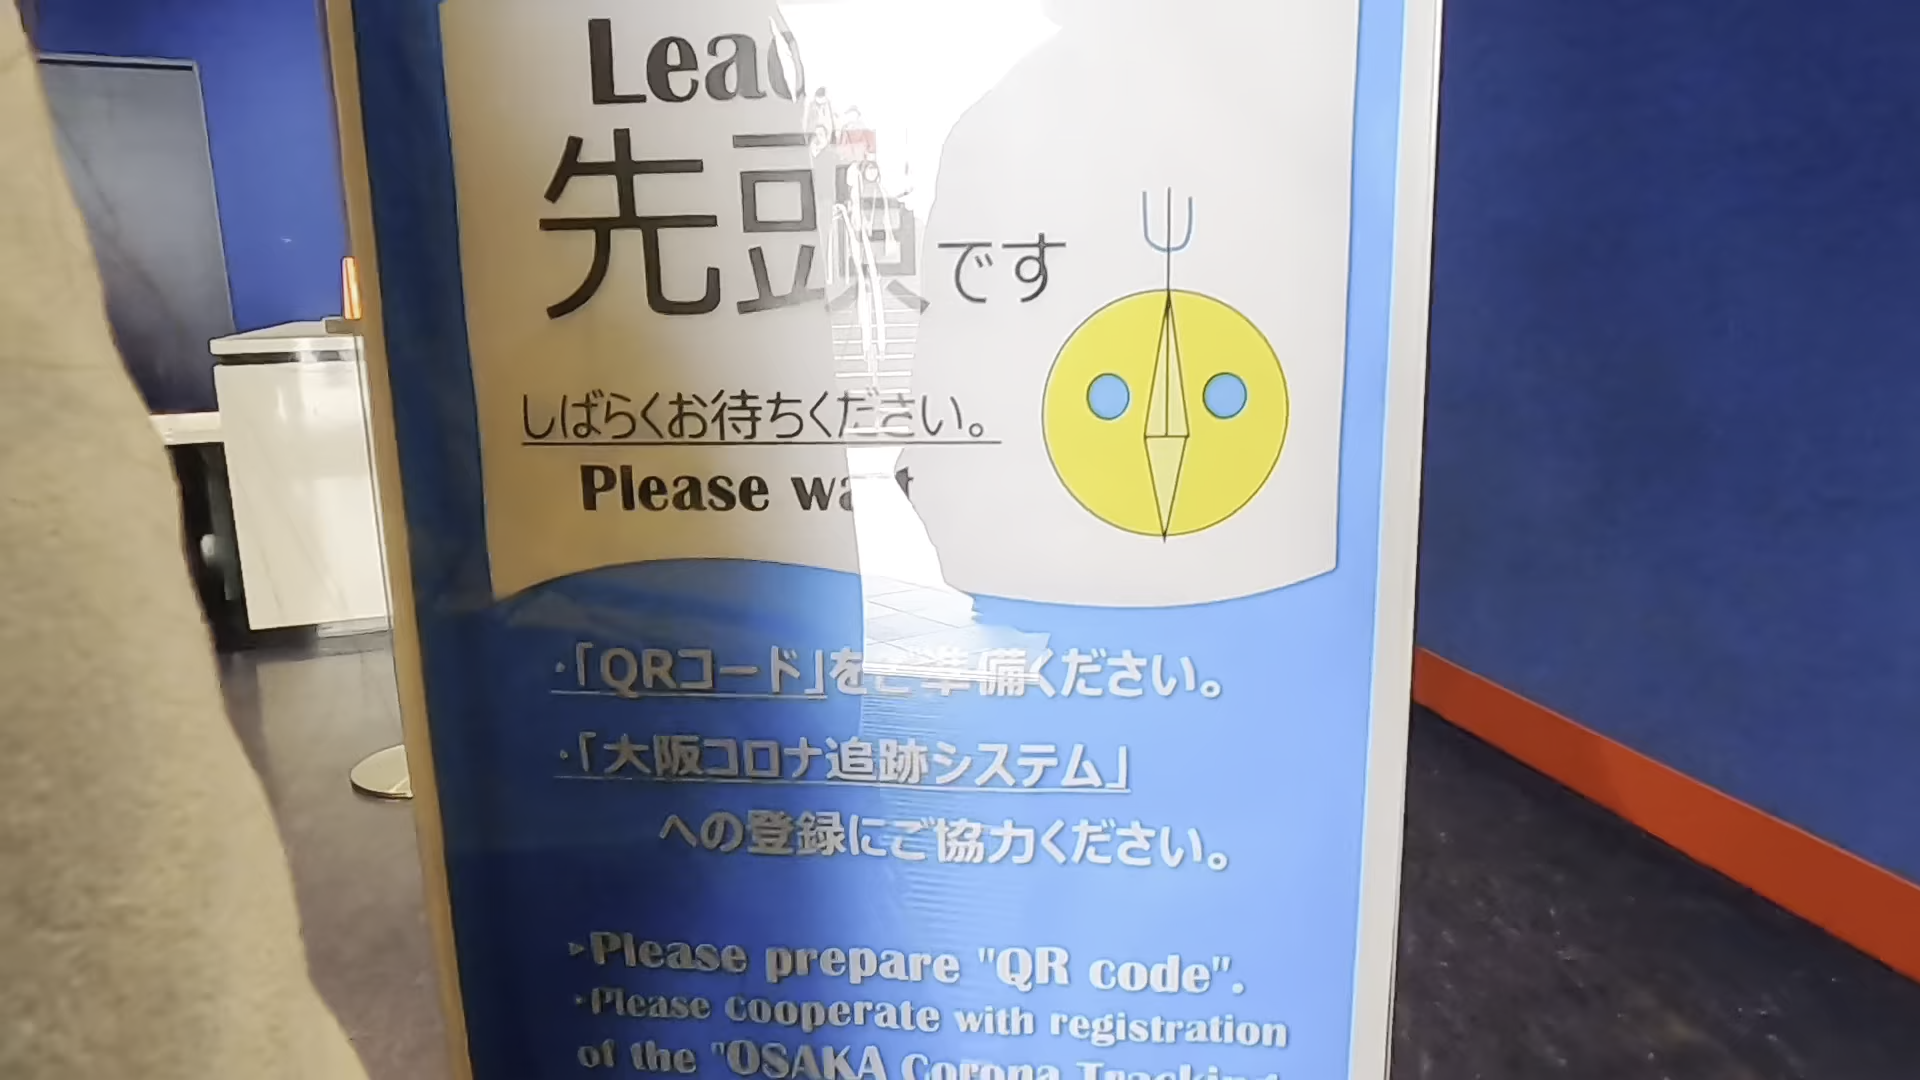 Lead
先頭です
しばらくお待ちください。
Please wait
・「QRコード」をご準備ください。
・「大阪コロナ追跡システム」
への登録にご協力ください。
▸Please prepare "QR code".
・Please cooperate with registration
of the "OSAKA Corona Tracking